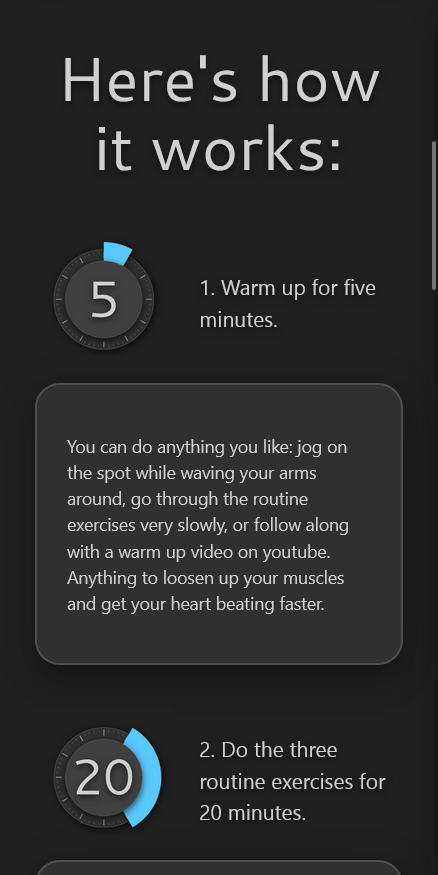 Here's how
it works:
5
1. Warm up for five
minutes.
You can do anything you like: jog on
the spot while waving your arms
around, go through the routine
exercises very slowly, or follow along
with a warm up video on youtube.
Anything to loosen up your muscles
and get your heart beating faster.
20
2. Do the three
routine exercises for
20 minutes.